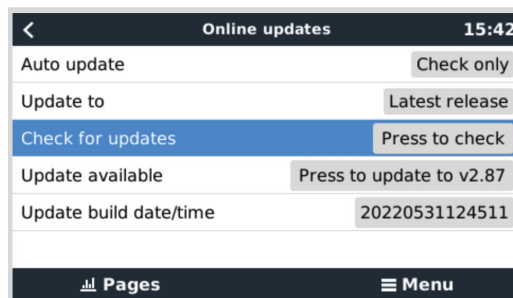 Online updates 15:42
Auto update Check only
Update to Latest release
Check for updates Press to check
Update available Press to update to v2.87
Update build date/time 20220531124511
Pages Menu